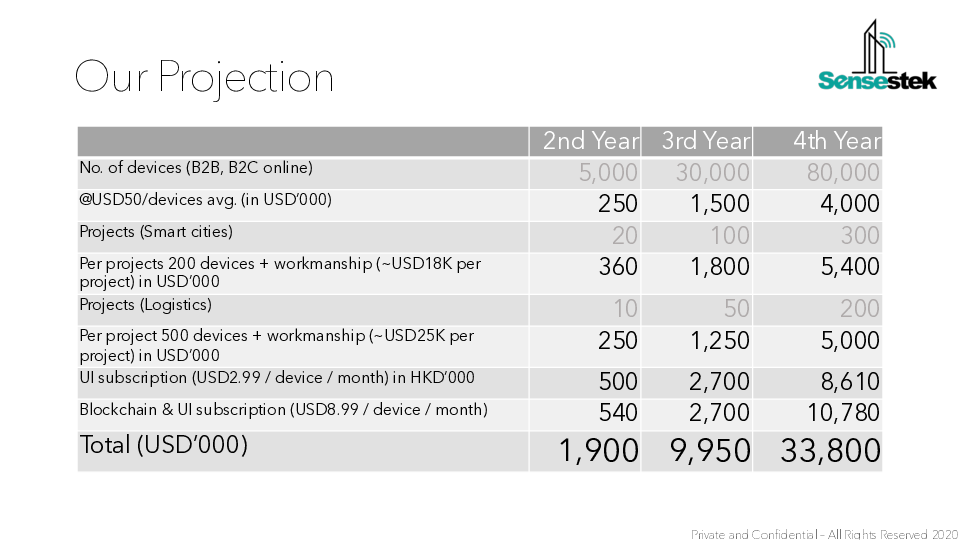 Our Projection
Sensestek
2nd Year 3rd Year 4th Year
No. of devices (B2B, B2C online) 5,000 30,000 80,000
@USD50/devices avg. (in USD’000) 250 1,500 4,000
Projects (Smart cities) 20 100 300
Per projects 200 devices + workmanship (~USD18K per
project) in USD’000 360 1,800 5,400
Projects (Logistics) 10 50 200
Per project 500 devices + workmanship (~USD25K per
project) in USD’000 250 1,250 5,000
UI subscription (USD2.99 / device / month) in HKD’000 500 2,700 8,610
Blockchain & UI subscription (USD8.99 / device / month) 540 2,700 10,780
Total (USD’000) 1,900 9,950 33,800
Private and Confidential – All Rights Reserved 2020